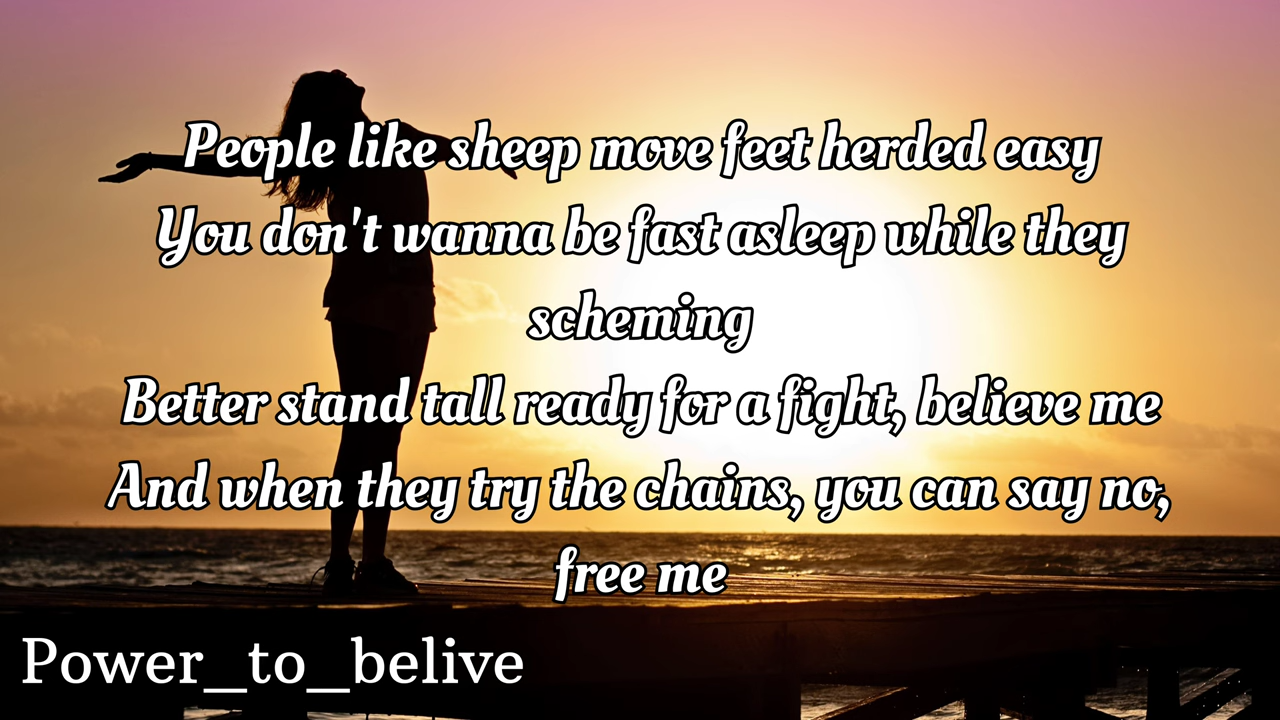 People like sheep move feet herded easy
You don't wanna be fast asleep while they
scheming
Better stand tall ready for a fight, believe me
And when they try the chains, you can say no,
free me
Power_to_belive